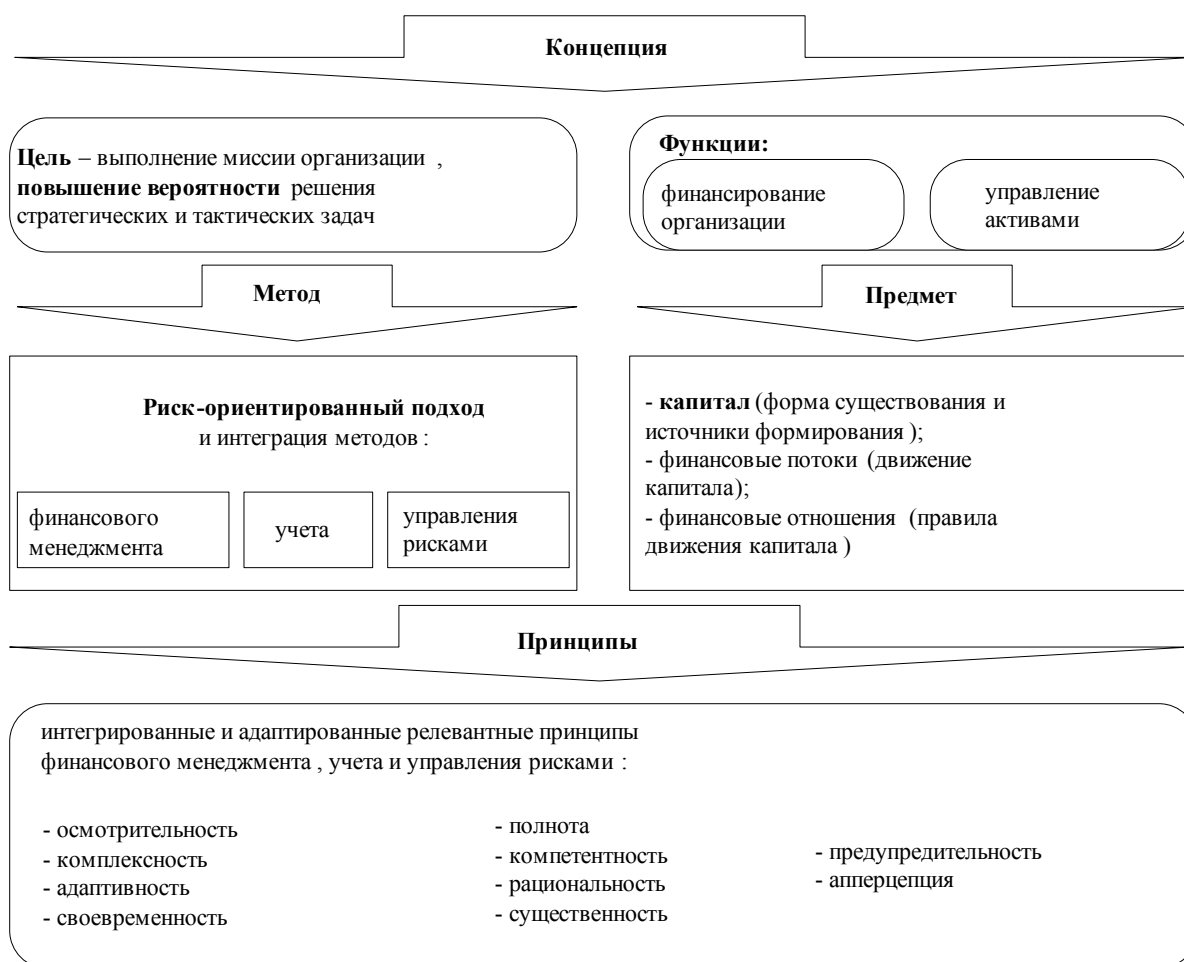 Концепция
Цель – выполнение миссии организации ,
повышение вероятности решения
стратегических и тактических задач
Функции:
финансирование
организации
управление
активами
Метод
Предмет
Риск-ориентированный подход
и интеграция методов :
финансового
менеджмента
учета
управления
рисками
- капитал (форма существования и
источники формирования );
- финансовые потоки (движение
капитала);
- финансовые отношения (правила
движения капитала )
Принципы
интегрированные и адаптированные релевантные принципы
финансового менеджмента , учета и управления рисками :
- осмотрительность
- комплексность
- адаптивность
- своевременность
- полнота
- компетентность
- рациональность
- существенность
- предупредительность
- апперцепция